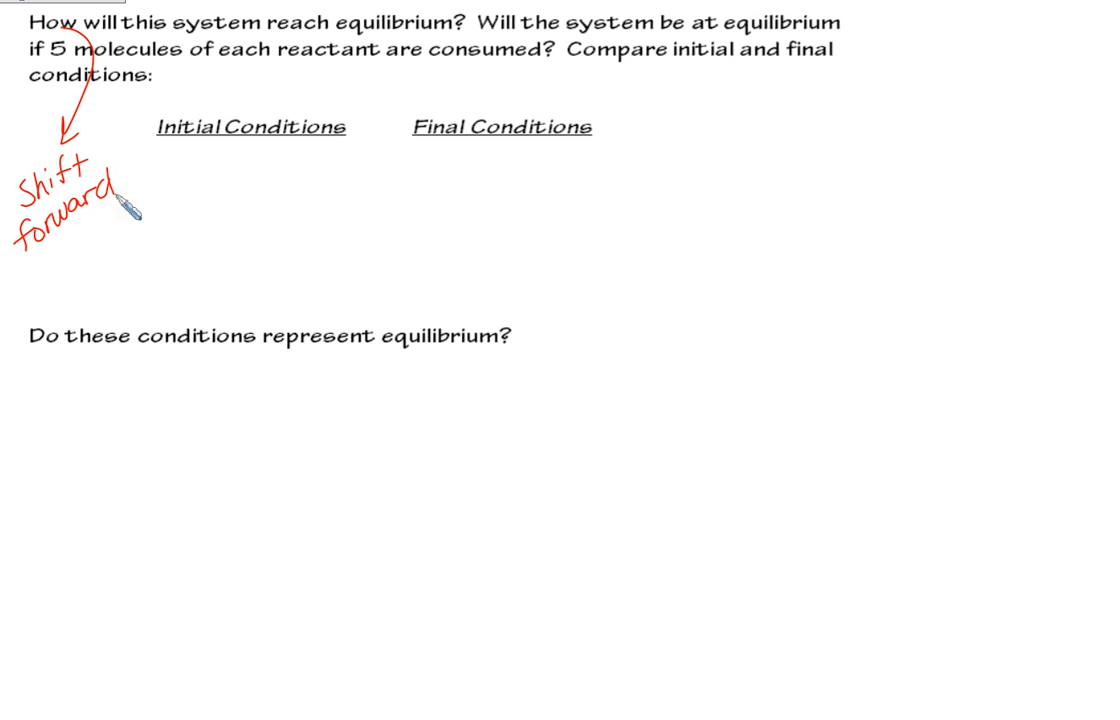 How will this system reach equilibrium? Will the system be at equilibrium
if 5 molecules of each reactant are consumed? Compare initial and final
conditions:
Initial Conditions Final Conditions
Shift
forward
Do these conditions represent equilibrium?